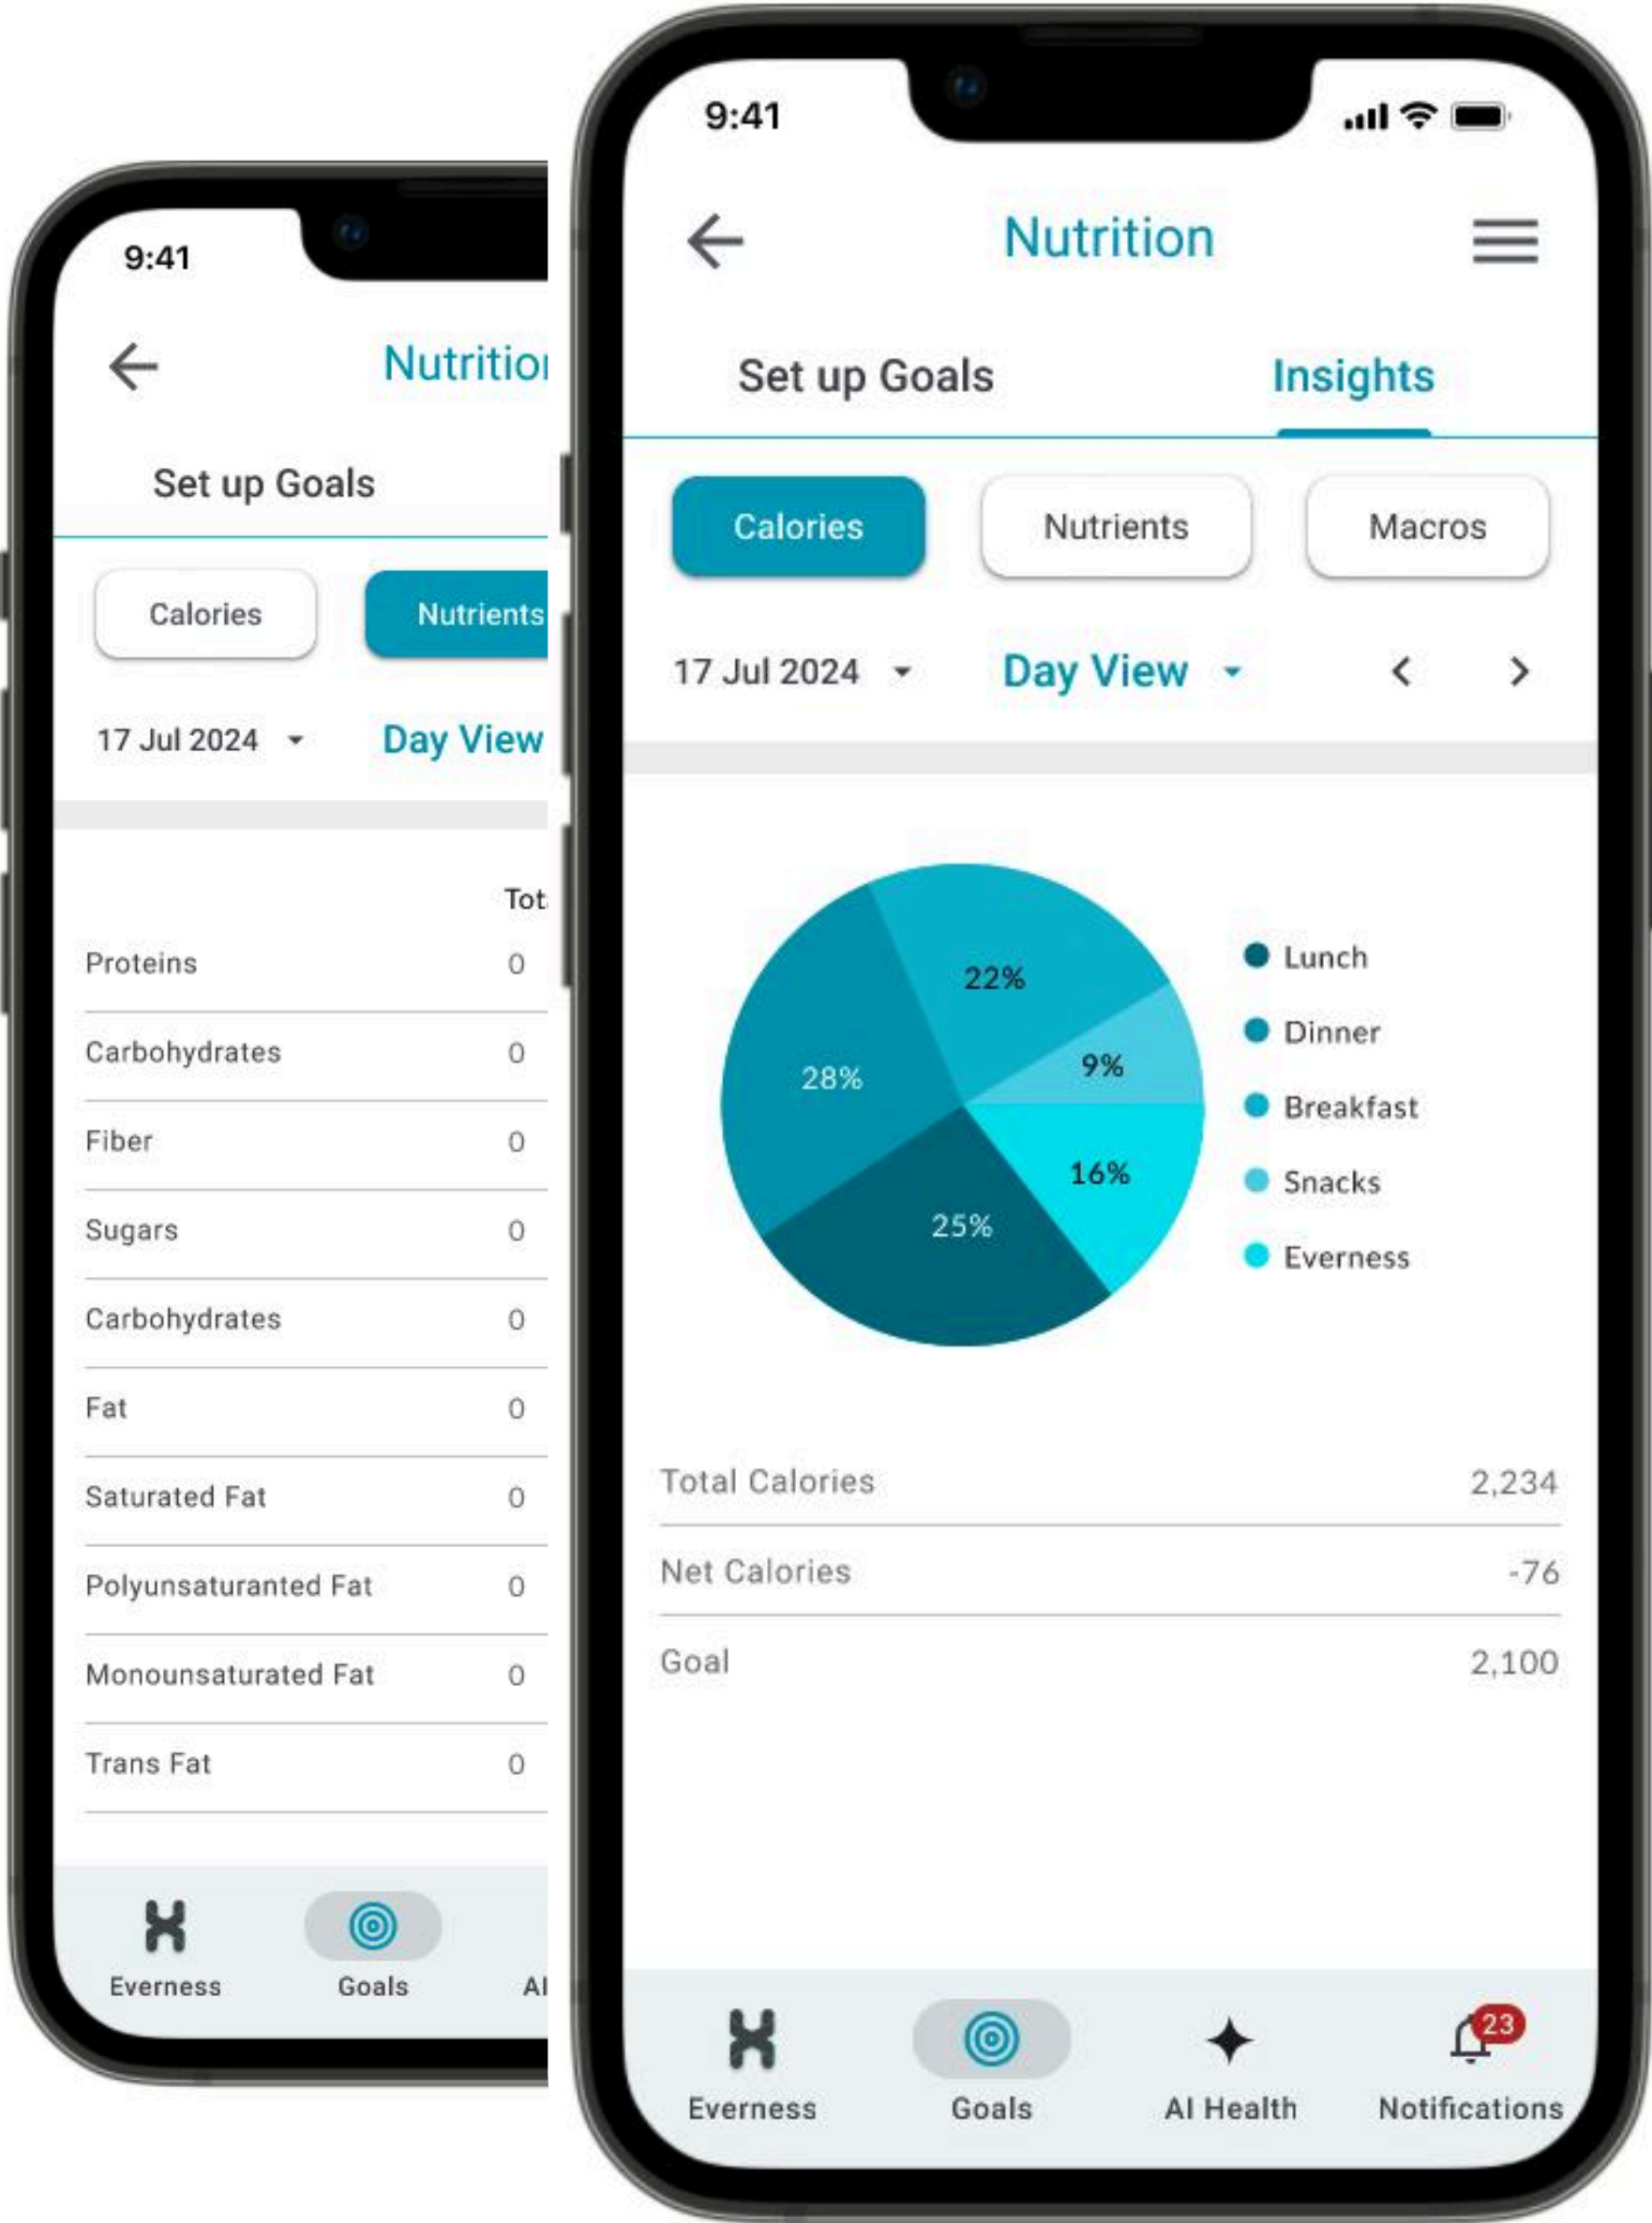 9:41
Nutrition
Set up Goals
Calories
Nutrients
17 Jul 2024
Day View
Proteins 0
Carbohydrates 0
Fiber 0
Sugars 0
Carbohydrates 0
Fat 0
Saturated Fat 0
Polyunsaturanted Fat 0
Monounsaturated Fat 0
Trans Fat 0
Everness Goals AI
9:41
Nutrition
Set up Goals Insights
Calories Nutrients Macros
17 Jul 2024 Day View
22%
9%
28%
16%
25%
Lunch
Dinner
Breakfast
Snacks
Everness
Total Calories 2,234
Net Calories -76
Goal 2,100
23
Everness Goals AI Health Notifications